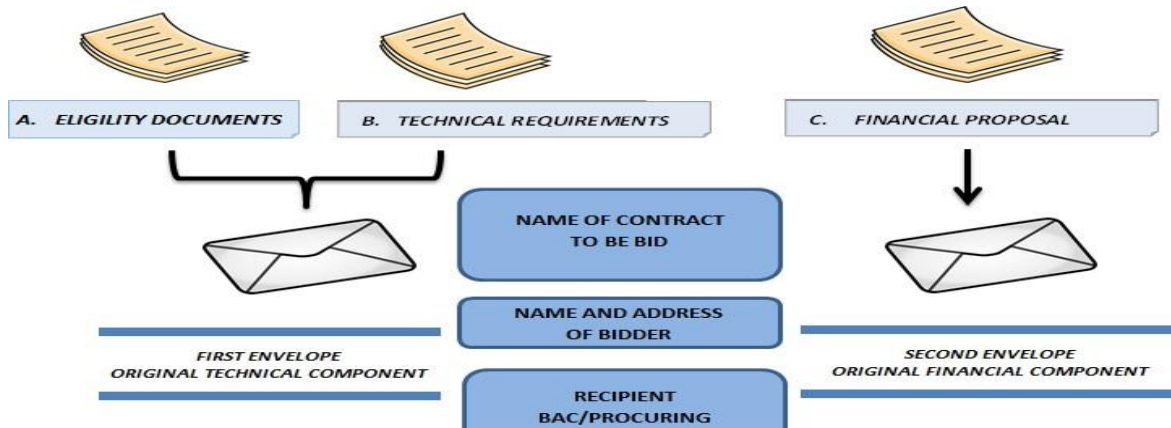 A. ELIGILITY DOCUMENTS
B. TECHNICAL REQUIREMENTS
C. FINANCIAL PROPOSAL
NAME OF CONTRACT
TO BE BID
NAME AND ADDRESS
OF BIDDER
FIRST ENVELOPE
ORIGINAL TECHNICAL COMPONENT
SECOND ENVELOPE
ORIGINAL FINANCIAL COMPONENT
RECIPIENT
BAC/PROCURING